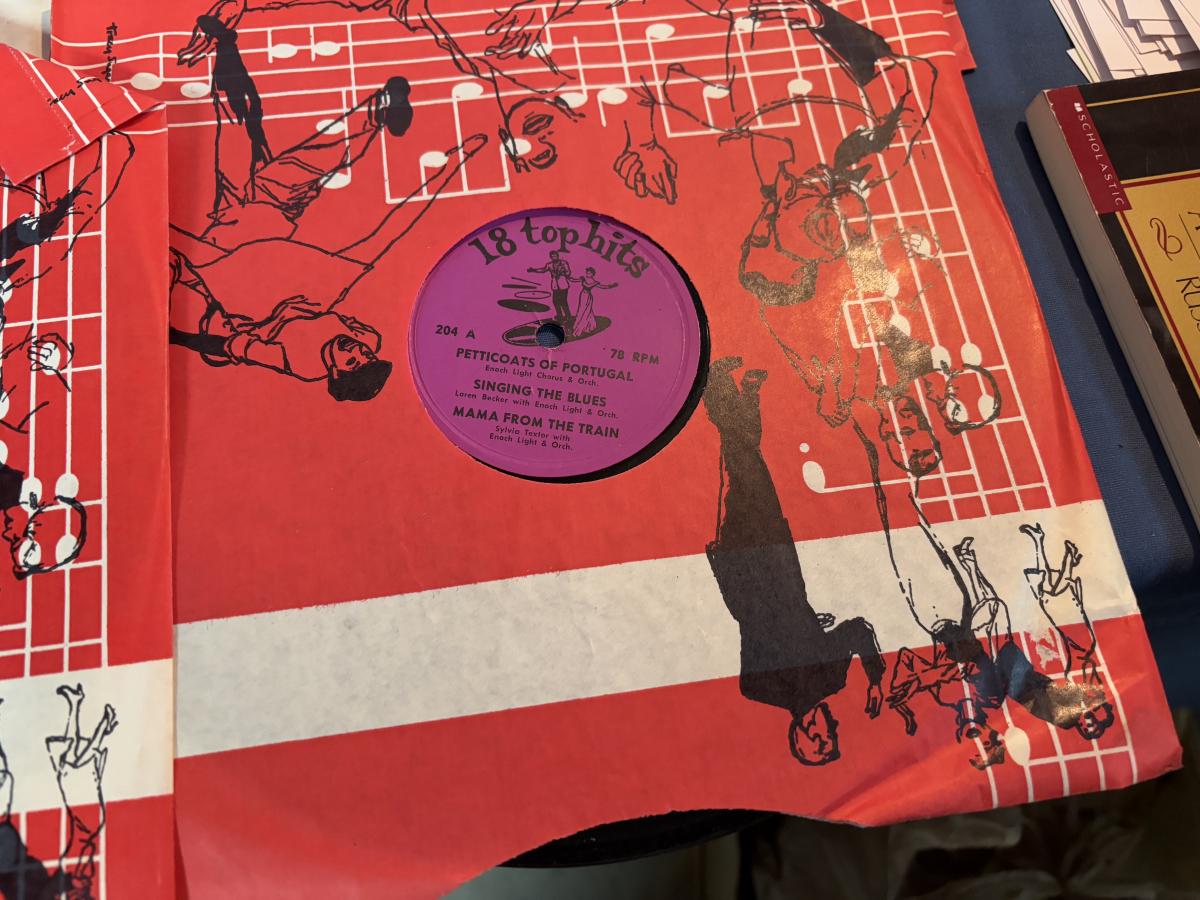 18 top hits
204 A
78 RPM
PETTICOATS OF PORTUGAL
Enoch Light Chorus & Orch.
SINGING THE BLUES
Loren Becker with Enoch Light & Orch.
MAMA FROM THE TRAIN
Sylvia Textor with
Enoch Light & Orch.
SCHOLASTIC